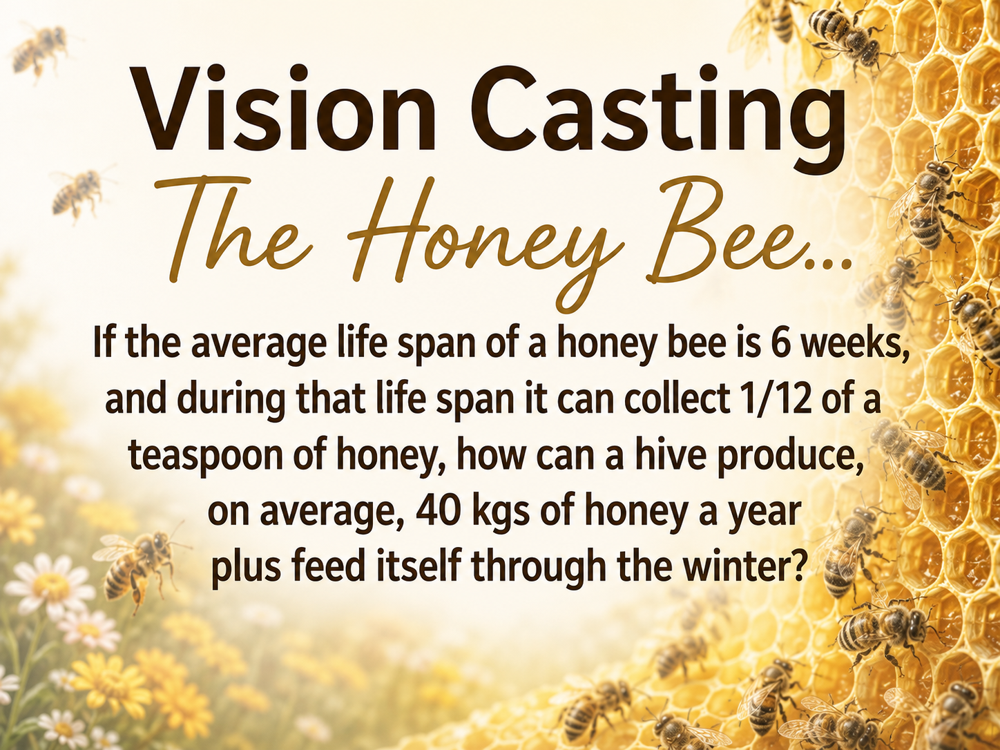 Vision Casting
The Honey Bee...
If the average life span of a honey bee is 6 weeks,
and during that life span it can collect 1/12 of a
teaspoon of honey, how can a hive produce,
on average, 40 kgs of honey a year
plus feed itself through the winter?